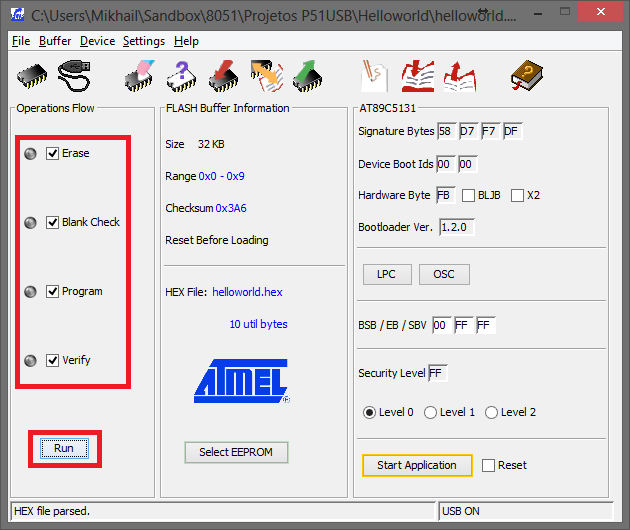 C:\Users\Mikhail\Sandbox\8051\Projetos P51USB\Helloworld\helloworld....
File Buffer Device Settings Help
Operations Flow
Erase
Blank Check
Program
Verify
Run
FLASH Buffer Information
Size 32 KB
Range 0x0 - 0x9
Checksum 0x3A6
Reset Before Loading
HEX File: helloworld.hex
10 util bytes
ATMEL
Select EEPROM
AT89C5131
Signature Bytes 58 D7 F7 DF
Device Boot Ids 00 00
Hardware Byte FB BLJB X2
Bootloader Ver. 1.2.0
LPC OSC
BSB / EB / SBV 00 FF FF
Security Level FF
Level 0 Level 1 Level 2
Start Application Reset
HEX file parsed. USB ON